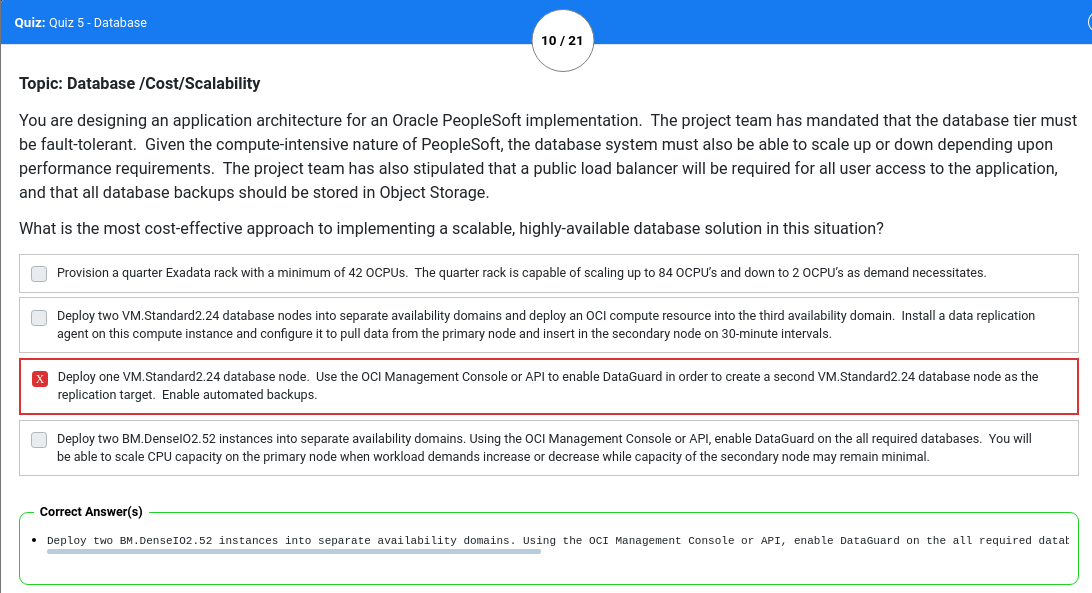 Quiz: Quiz 5 - Database
10 / 21
Topic: Database /Cost/Scalability
You are designing an application architecture for an Oracle PeopleSoft implementation.  The project team has mandated that the database tier must
be fault-tolerant.  Given the compute-intensive nature of PeopleSoft, the database system must also be able to scale up or down depending upon
performance requirements.  The project team has also stipulated that a public load balancer will be required for all user access to the application,
and that all database backups should be stored in Object Storage.
What is the most cost-effective approach to implementing a scalable, highly-available database solution in this situation?
Provision a quarter Exadata rack with a minimum of 42 OCPUs.  The quarter rack is capable of scaling up to 84 OCPU's and down to 2 OCPU's as demand necessitates.
Deploy two VM.Standard2.24 database nodes into separate availability domains and deploy an OCI compute resource into the third availability domain.  Install a data replication
agent on this compute instance and configure it to pull data from the primary node and insert in the secondary node on 30-minute intervals.
X
Deploy one VM.Standard2.24 database node.  Use the OCI Management Console or API to enable DataGuard in order to create a second VM.Standard2.24 database node as the
replication target.  Enable automated backups.
Deploy two BM.DenseIO2.52 instances into separate availability domains. Using the OCI Management Console or API, enable DataGuard on the all required databases.  You will
be able to scale CPU capacity on the primary node when workload demands increase or decrease while capacity of the secondary node may remain minimal.
Correct Answer(s)
• Deploy two BM.DenseIO2.52 instances into separate availability domains. Using the OCI Management Console or API, enable DataGuard on the all required datab